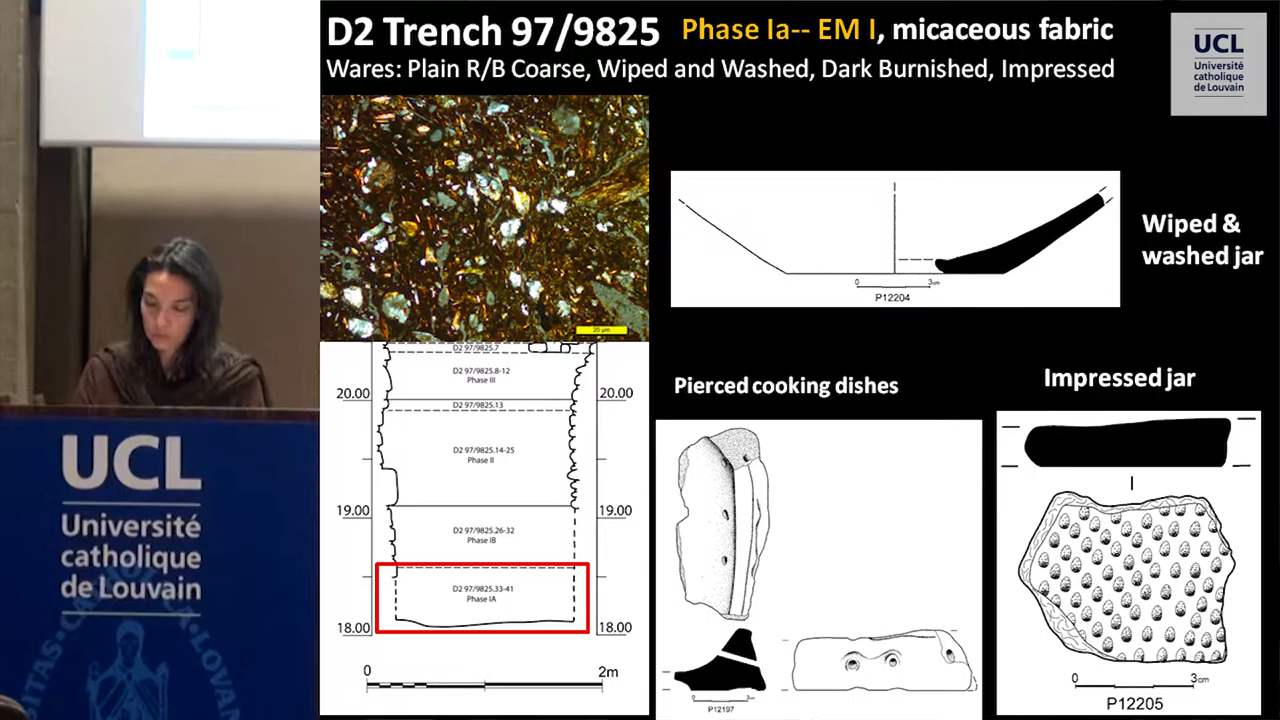 D2 Trench 97/9825 Phase Ia-- EM I, micaceous fabric
Wares: Plain R/B Coarse, Wiped and Washed, Dark Burnished, Impressed
UCL
Université
catholique
de Louvain
20 µm
D2 97/9825.7
D2 97/9825.8-12
Phase III
20.00
20.00
D2 97/9825.13
D2 97/9825.14-25
Phase II
19.00
19.00
D2 97/9825.26-32
Phase IB
D2 97/9825.33-41
Phase IA
18.00
18.00
0
2m
0
3cm
P12204
Wiped &
washed jar
Pierced cooking dishes
0
3cm
P12197
Impressed jar
0
3cm
P12205
UCL
Université
catholique
de Louvain